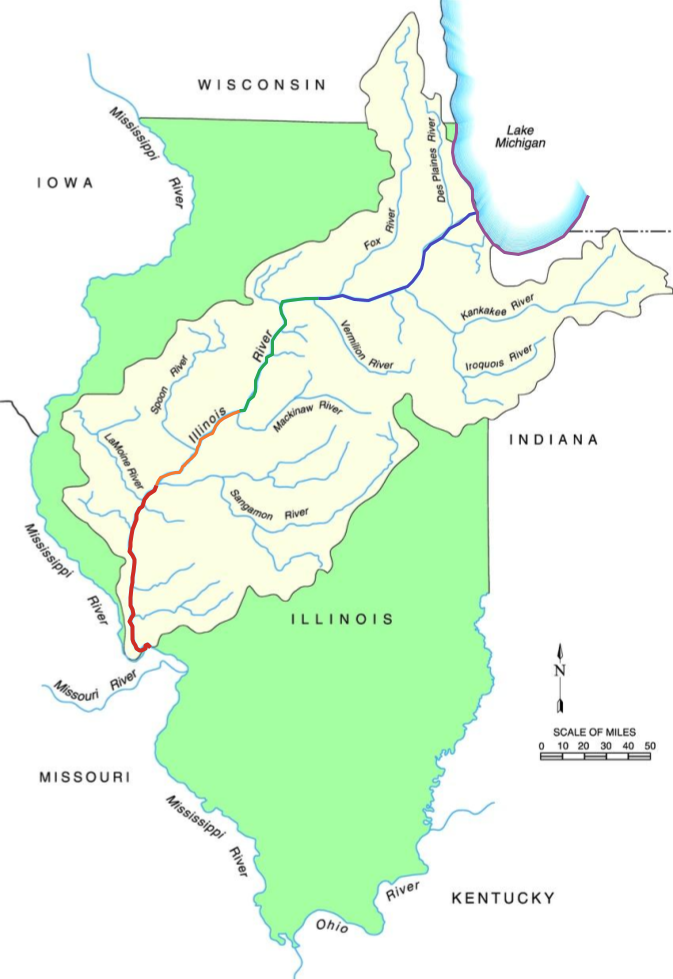 WISCONSIN
Mississippi
River
Lake
Michigan
IOWA
Des Plaines River
Fox
River
Kankakee River
Vermilion
River
River
Iroquois River
Spoon River
Illinois
Mackinaw River
LaMoine River
INDIANA
Sangamon River
Mississippi
River
ILLINOIS
N
Missouri River
SCALE OF MILES
0 10 20 30 40 50
MISSOURI
Mississippi
River
KENTUCKY
Ohio
River